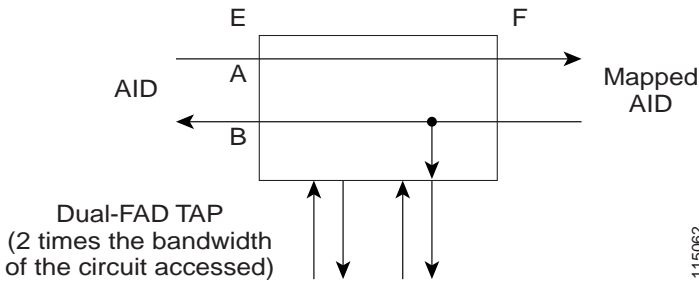 E
F
A
AID
Mapped
AID
B
Dual-FAD TAP
(2 times the bandwidth
of the circuit accessed)
115062